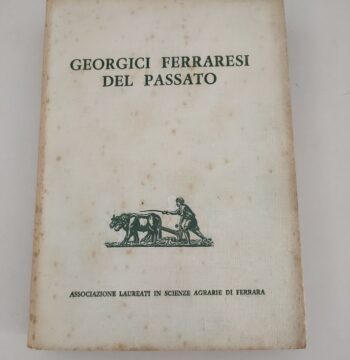 GEORGICI FERRARESI
DEL PASSATO
ASSOCIAZIONE LAUREATI IN SCIENZE AGRARIE DI FERRARA